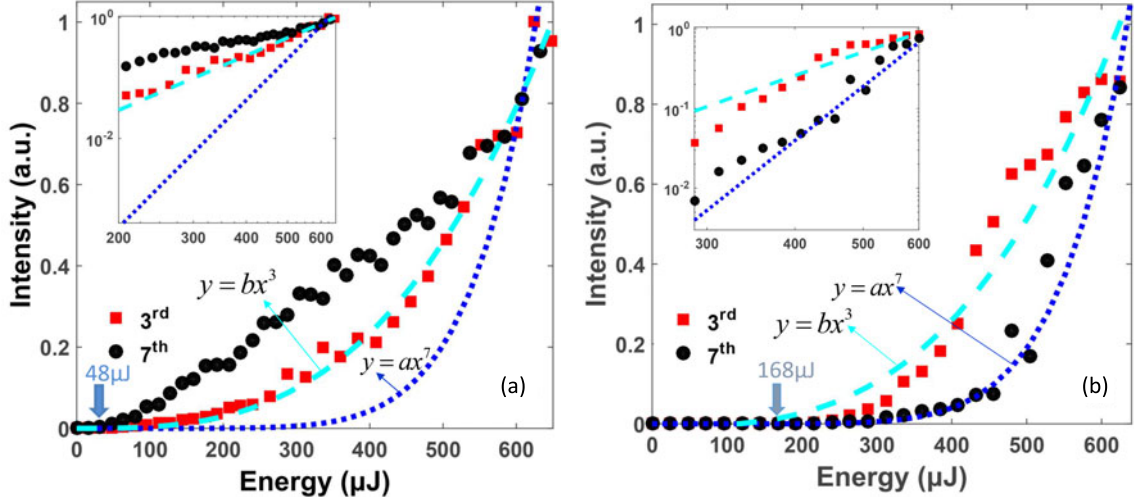 1
0.8
0.6
0.4
0.2
0
Intensity (a.u.)
0 100 200 300 400 500 600
Energy (μJ)
10^0
10^-2
200 300 400 500 600
y = bx^3
y = ax^7
3^rd
7^th
48μJ
(a)
1
0.8
0.6
0.4
0.2
0
Intensity (a.u.)
0 100 200 300 400 500 600
Energy (μJ)
10^0
10^-1
10^-2
300 400 500 600
y = ax^7
y = bx^3
3^rd
7^th
168μJ
(b)